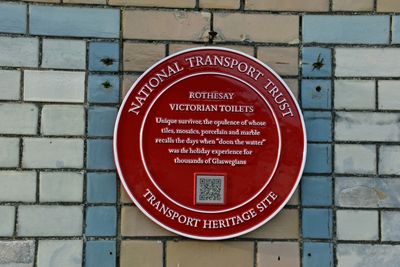 NATIONAL TRANSPORT TRUST
ROTHESAY
VICTORIAN TOILETS
Unique survivor, the opulence of whose
tiles, mosaics, porcelain and marble
recalls the days when "doon the watter"
was the holiday experience for
thousands of Glaswegians
TRANSPORT HERITAGE SITE